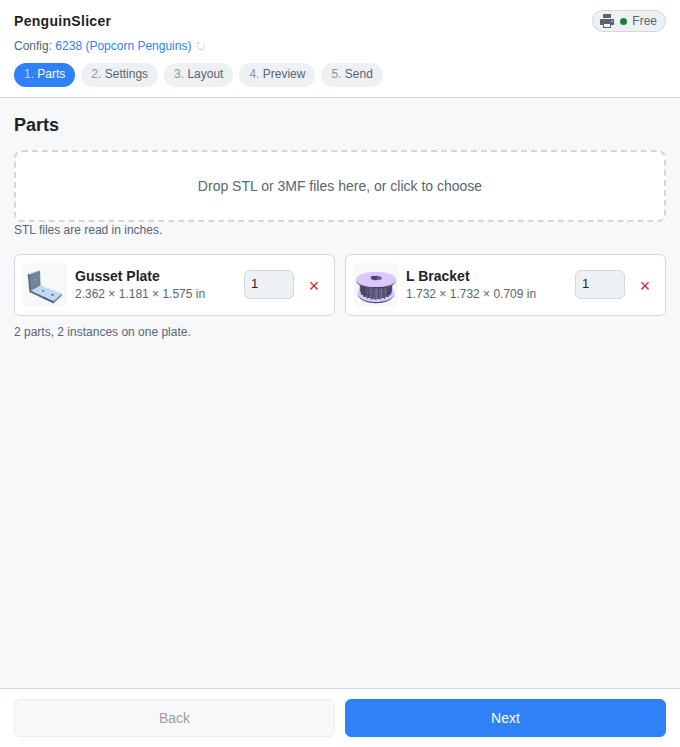 PenguinSlicer
Free
Config: 6238 (Popcorn Penguins)
1. Parts
2. Settings
3. Layout
4. Preview
5. Send
Parts
Drop STL or 3MF files here, or click to choose
STL files are read in inches.
Gusset Plate
2.362 × 1.181 × 1.575 in
1
×
L Bracket
1.732 × 1.732 × 0.709 in
1
×
2 parts, 2 instances on one plate.
Back
Next